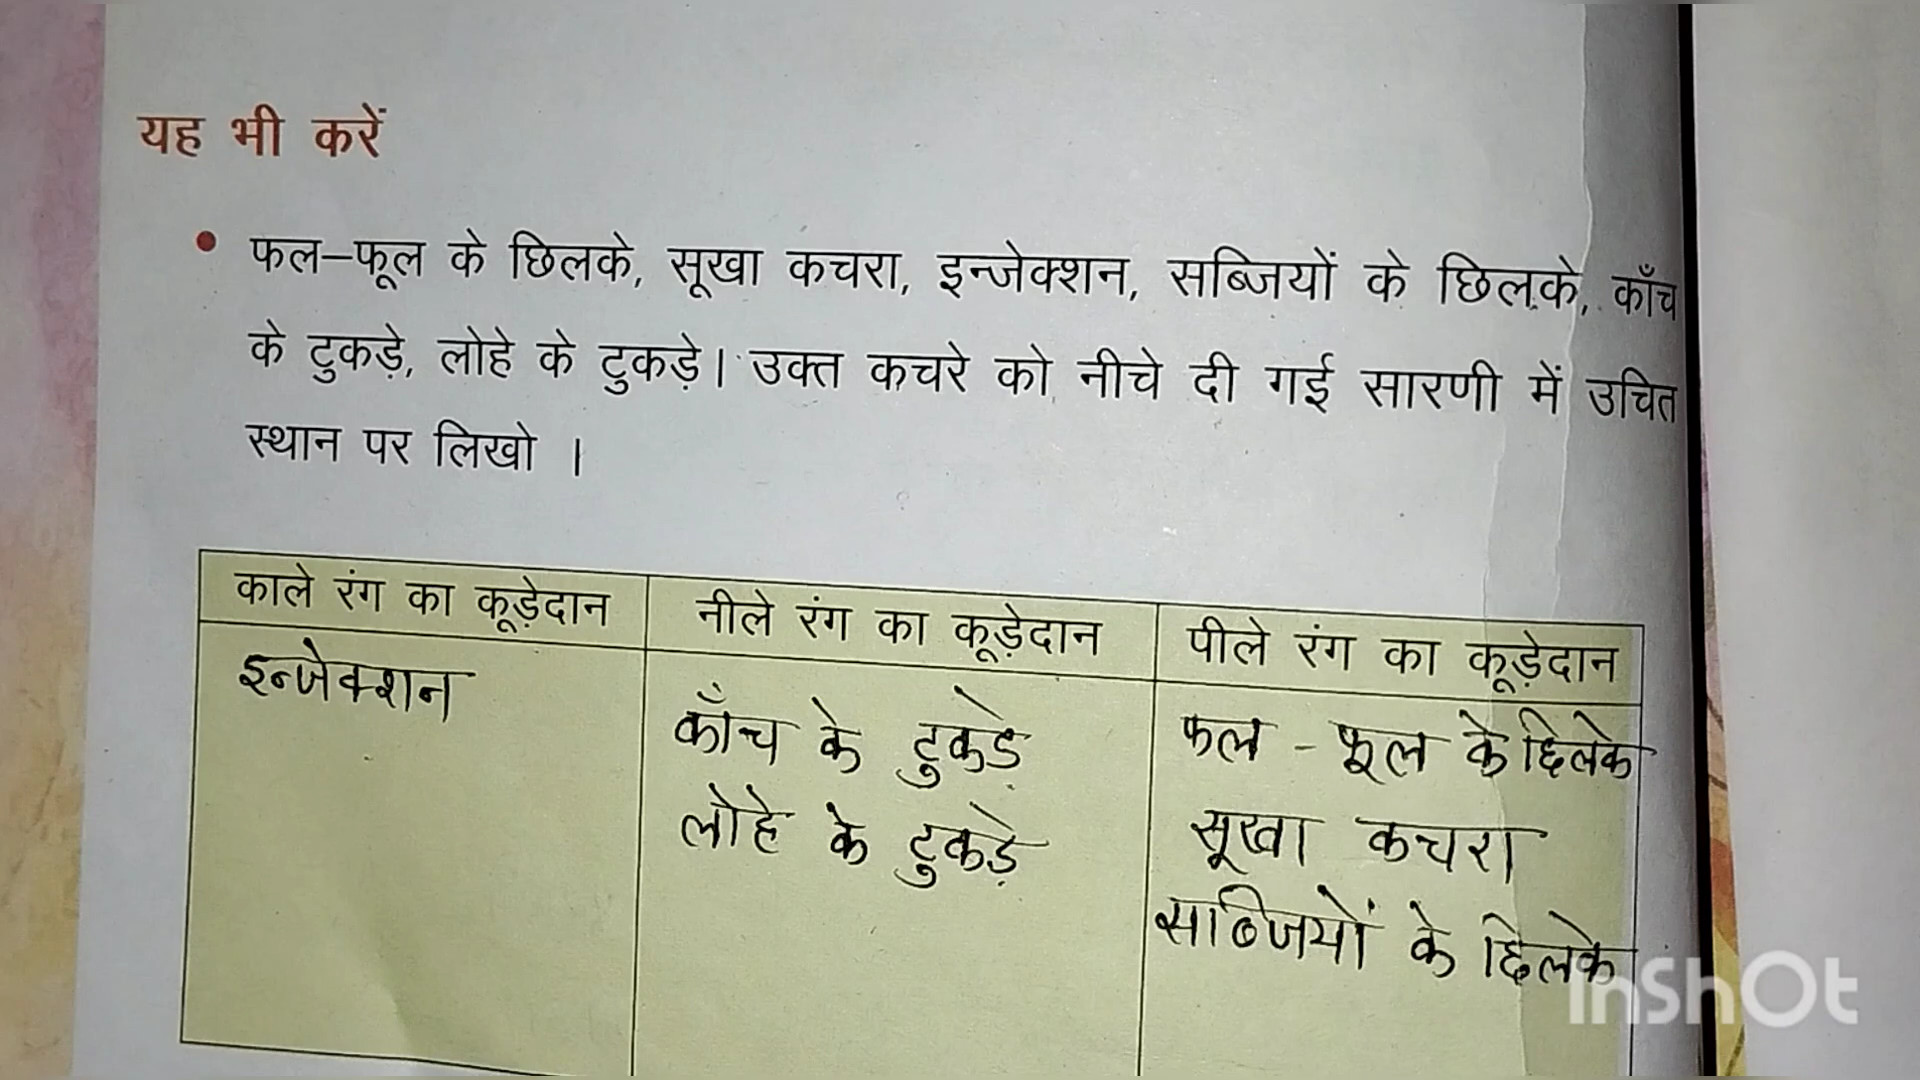 यह भी करें
• फल–फूल के छिलके, सूखा कचरा, इन्जेक्शन, सब्जियों के छिलके, काँच
के टुकड़े, लोहे के टुकड़े। उक्त कचरे को नीचे दी गई सारणी में उचित
स्थान पर लिखो ।
काले रंग का कूड़ेदान नीले रंग का कूड़ेदान पीले रंग का कूड़ेदान
इन्जेक्शन काँच के टुकडे फल - फूल के छिलके
लोहे के टुकड़े सूखा कचरा
सब्जियों के छिलके
InShOt